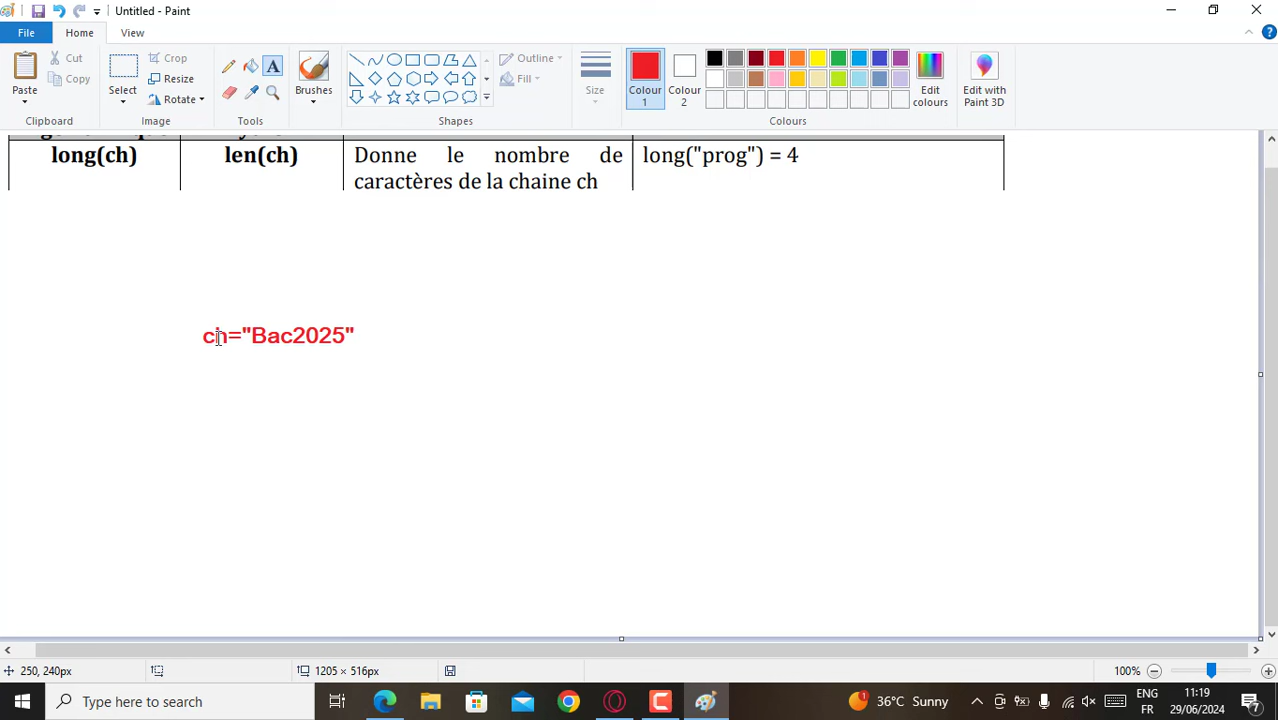 Untitled - Paint
File
Home
View
Paste
Cut
Copy
Clipboard
Select
Crop
Resize
Rotate
Image
A
Tools
Brushes
Outline
Fill
Shapes
Size
Colour 1
Colour 2
Edit colours
Colours
Edit with Paint 3D
long(ch)
len(ch)
Donne le nombre de
caractères de la chaine ch
long("prog") = 4
ch="Bac2025"
250, 240px
1205 × 516px
100%
Type here to search
1
36°C Sunny
ENG
FR
11:19
29/06/2024
7